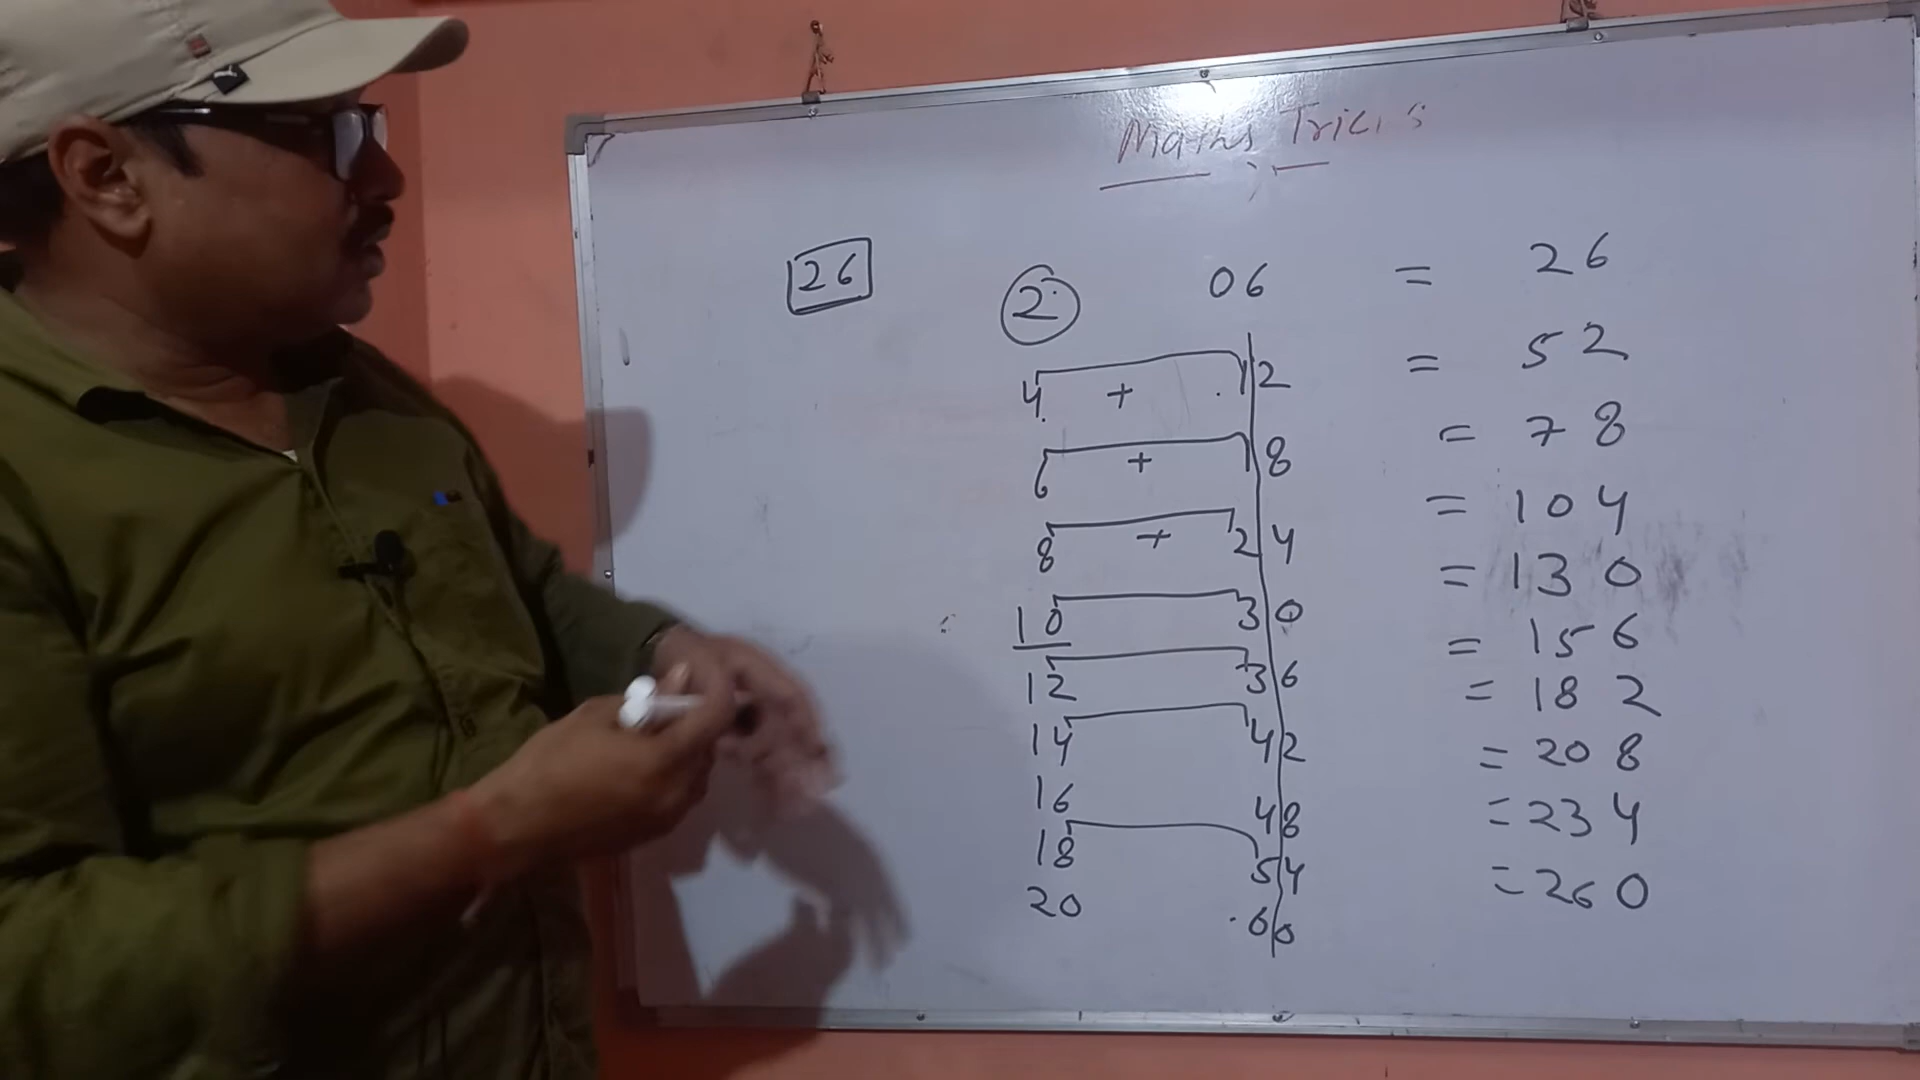 Maths Tricks
26 2 06 = 26
4 + 12 = 52
6 + 18 = 78
8 + 24 = 104
10 30 = 130
12 36 = 156
14 42 = 182
16 48 = 208
18 54 = 234
20 60 = 260